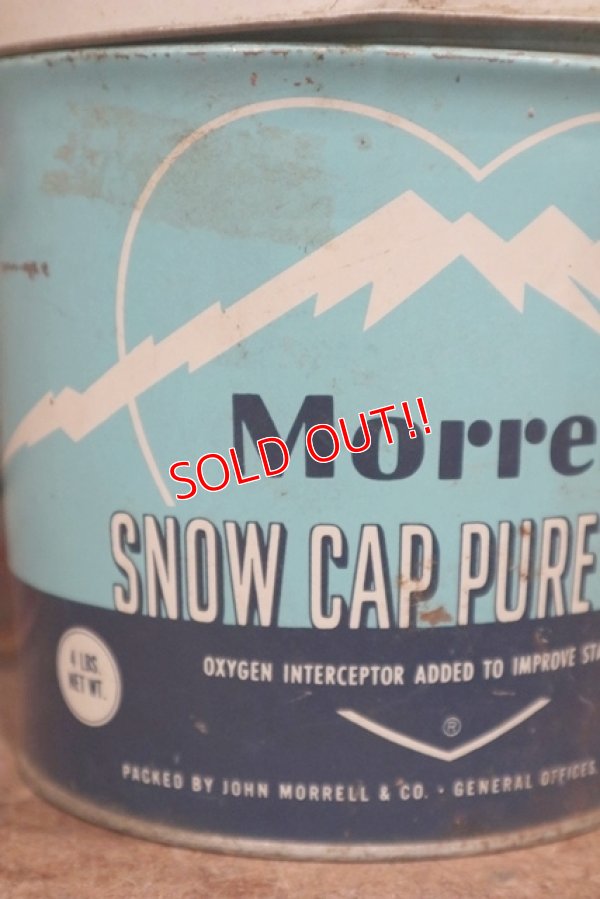 Morre
SOLD OUT!!
SNOW CAP PURE
OXYGEN INTERCEPTOR ADDED TO IMPROVE STA
4 LBS.
NET WT.
®
PACKED BY JOHN MORRELL & CO. · GENERAL OFFICES,